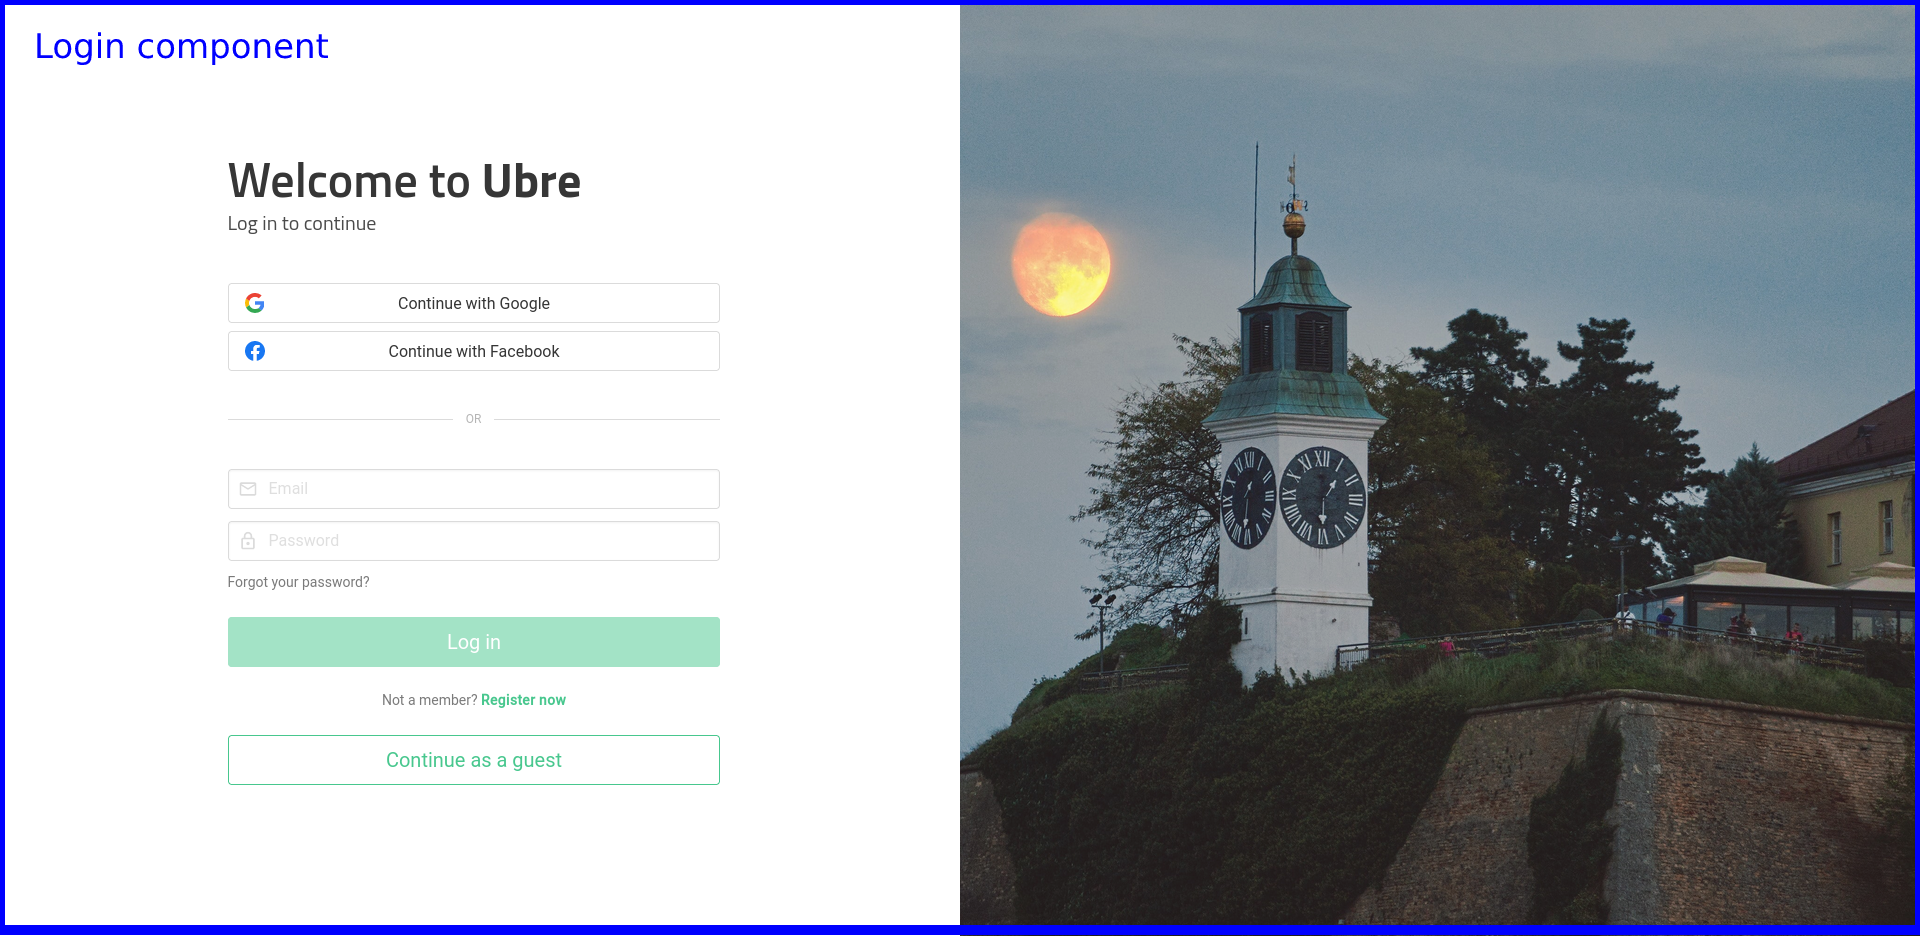 Login component
Welcome to Ubre
Log in to continue
Continue with Google
Continue with Facebook
OR
Email
Password
Forgot your password?
Log in
Not a member? Register now
Continue as a guest